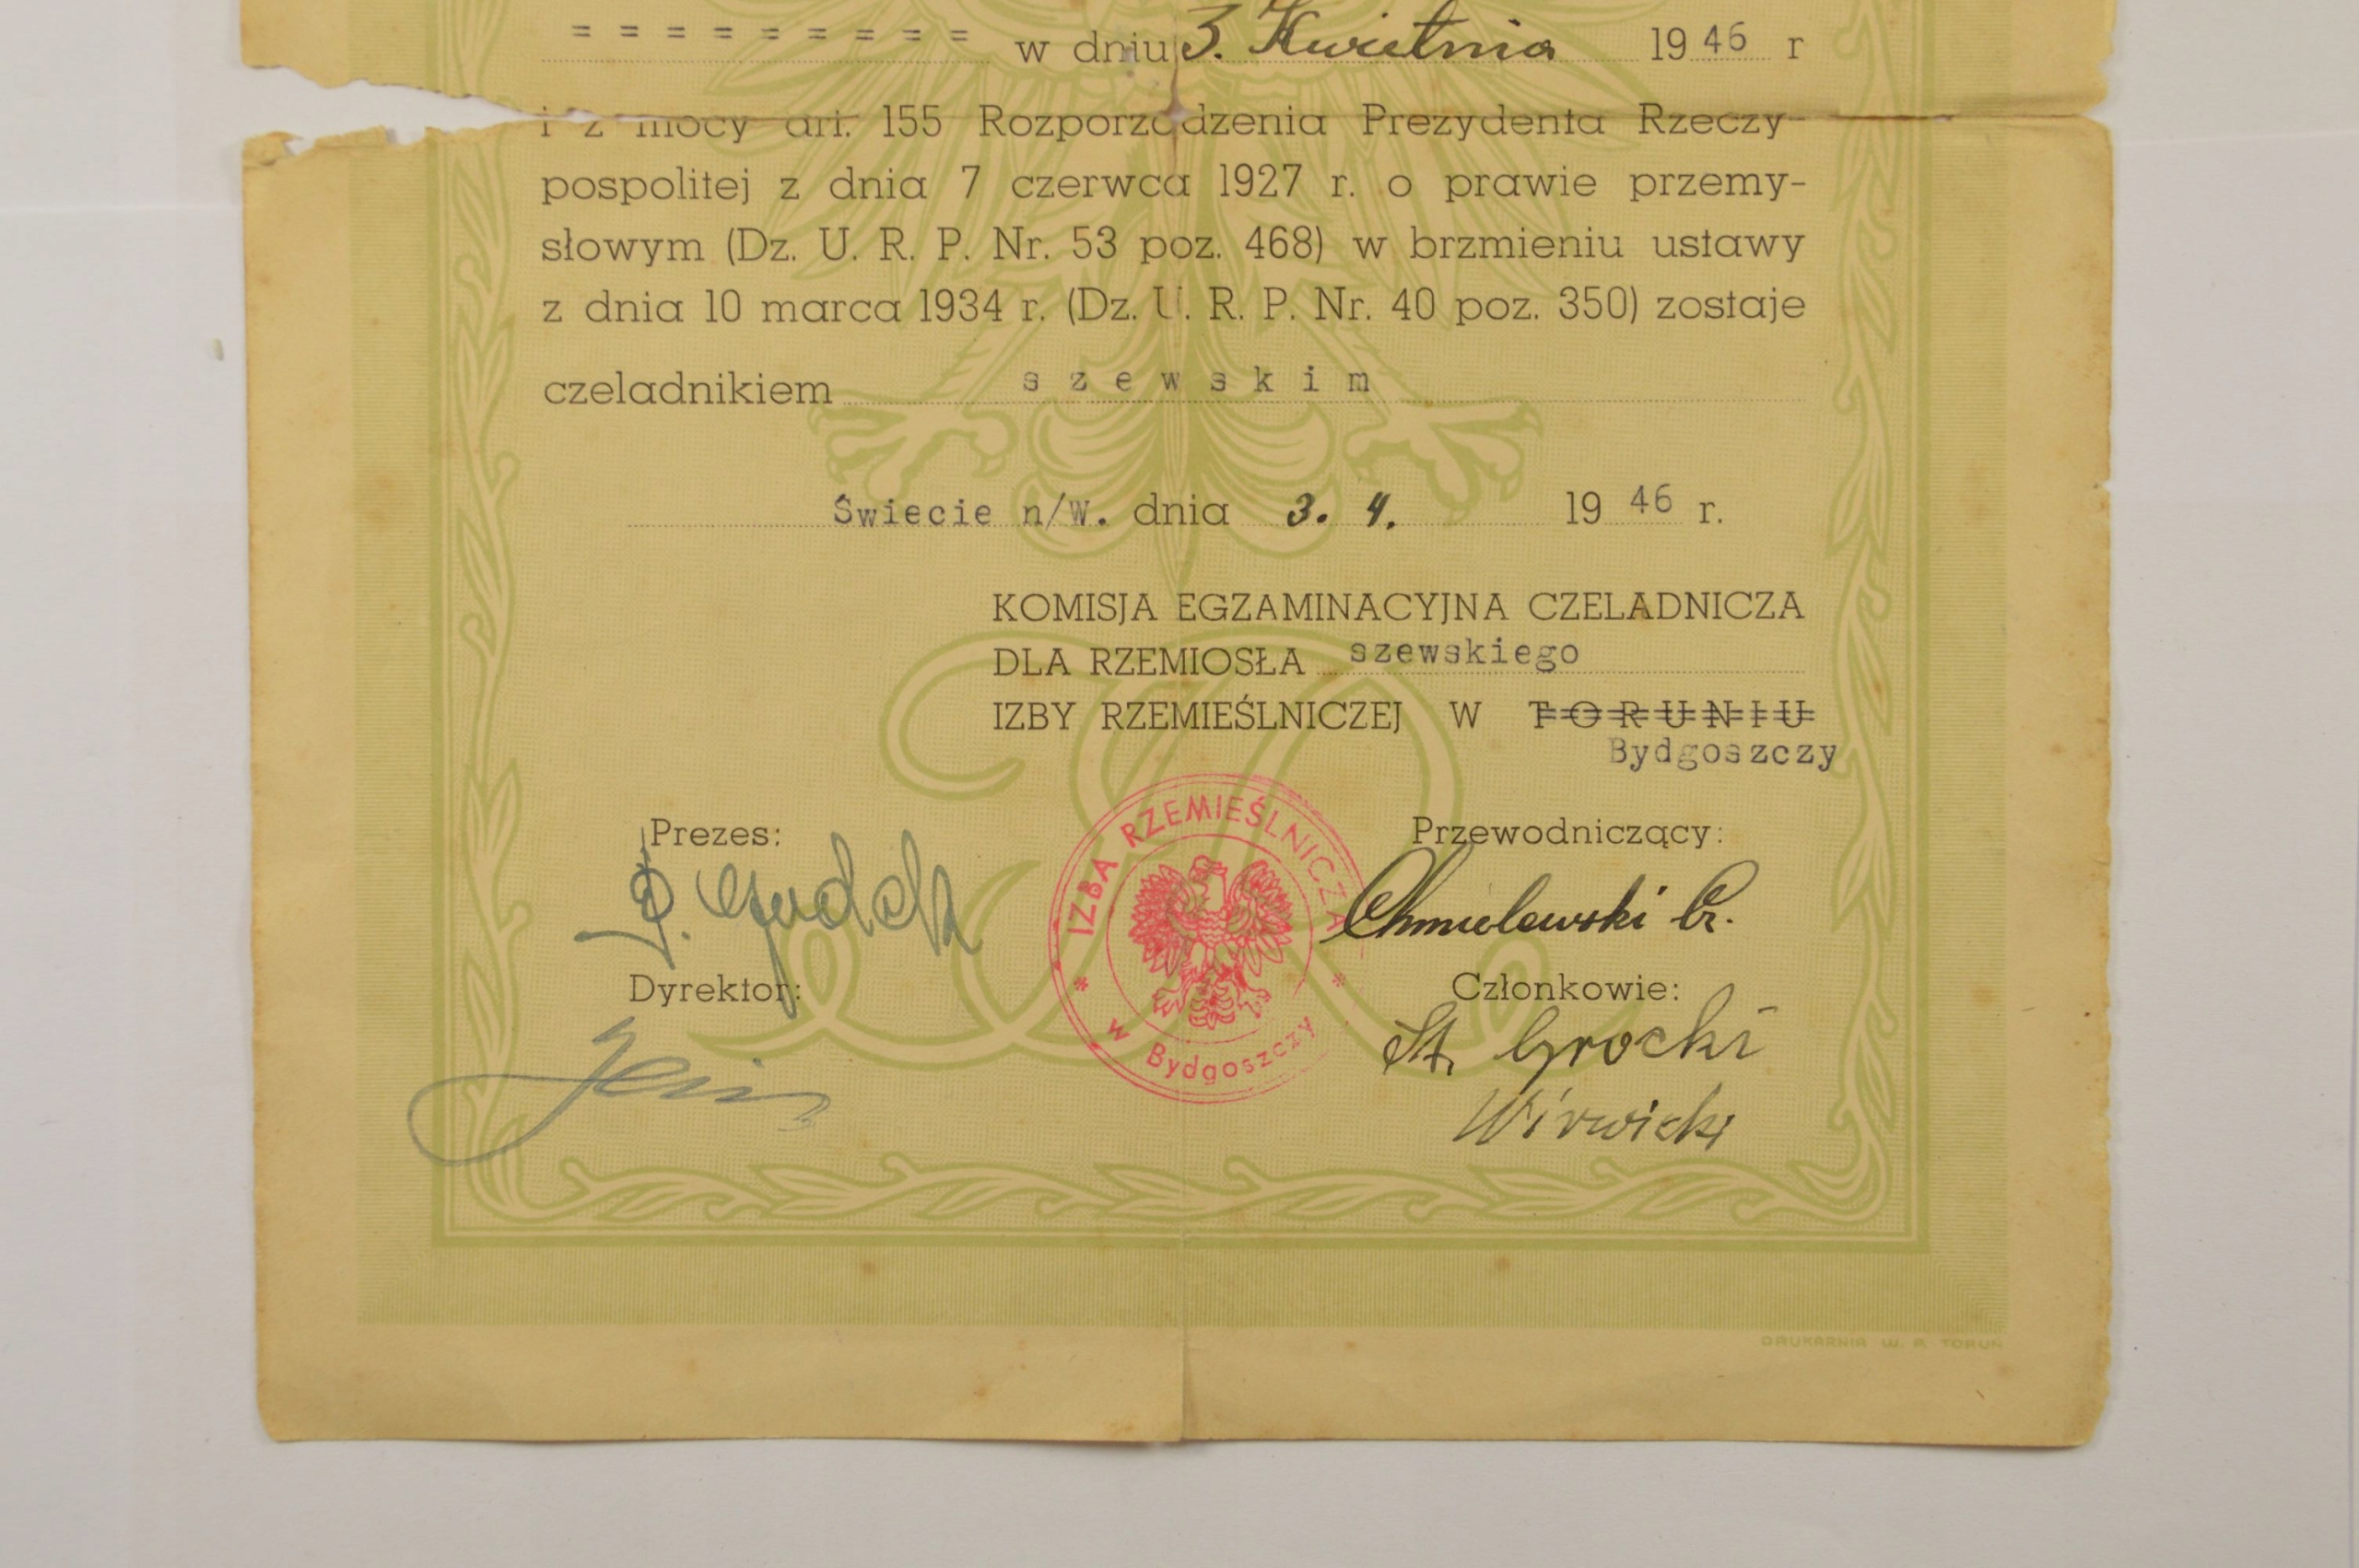 = = = = = = = = = w dniu 3. Kwietnia 1946 r
i z mocy art. 155 Rozporządzenia Prezydenta Rzeczy-
pospolitej z dnia 7 czerwca 1927 r. o prawie przemy-
słowym (Dz. U. R. P. Nr. 53 poz. 468) w brzmieniu ustawy
z dnia 10 marca 1934 r. (Dz. U. R. P. Nr. 40 poz. 350) zostaje
czeladnikiem szewskim
Świecie n/W. dnia 3. 4. 1946 r.
KOMISJA EGZAMINACYJNA CZELADNICZA
DLA RZEMIOSŁA szewskiego
IZBY RZEMIEŚLNICZEJ W TORUNIU
Bydgoszczy
Prezes:
Przewodniczący:
IZBA RZEMIEŚLNICZA
w Bydgoszczy
Chmielewski Br.
Dyrektor:
Członkowie:
St. Grocki
Wirwicki
DRUKARNIA W. P. TORUŃ